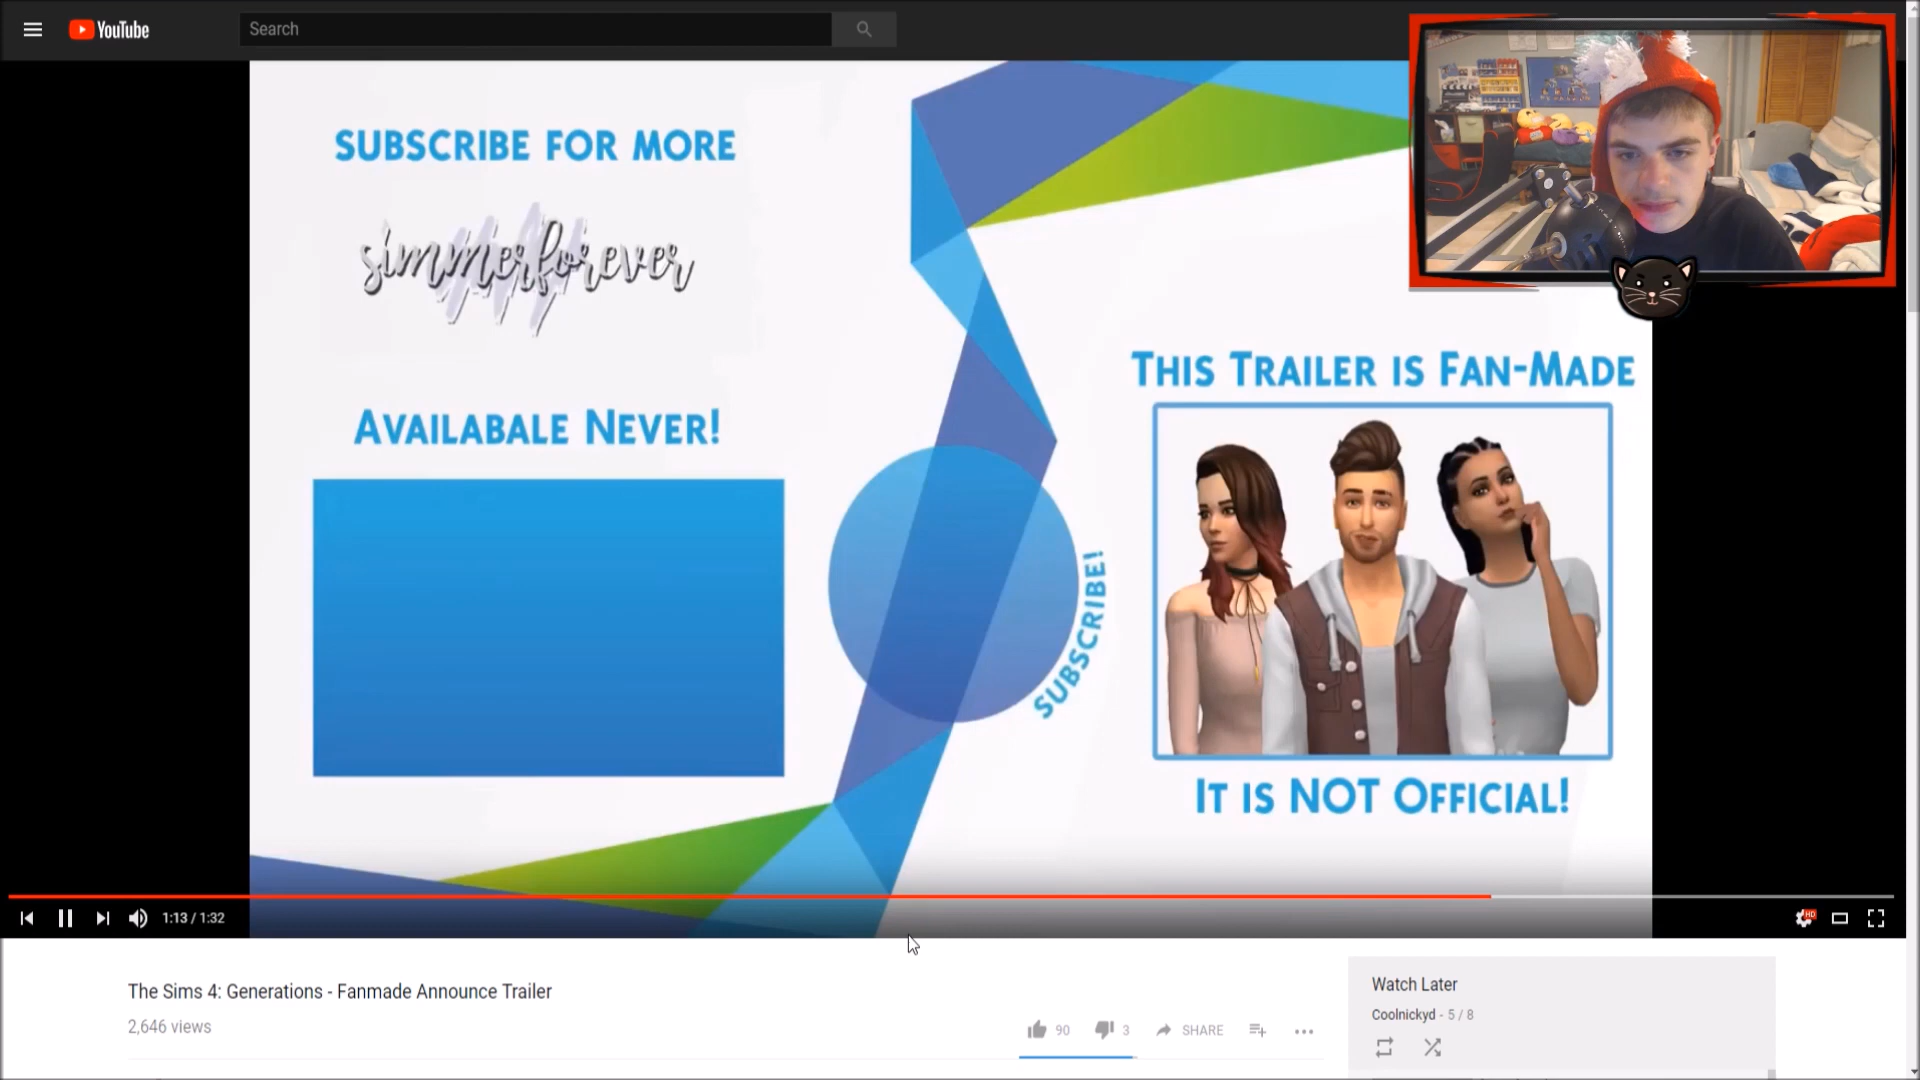 YouTube
Search
SUBSCRIBE FOR MORE
simmerforever
AVAILABALE NEVER!
SUBSCRIBE!
THIS TRAILER IS FAN-MADE
IT IS NOT OFFICIAL!
1:13 / 1:32
HD
The Sims 4: Generations - Fanmade Announce Trailer
2,646 views
90
3
SHARE
Watch Later
Coolnickyd - 5 / 8